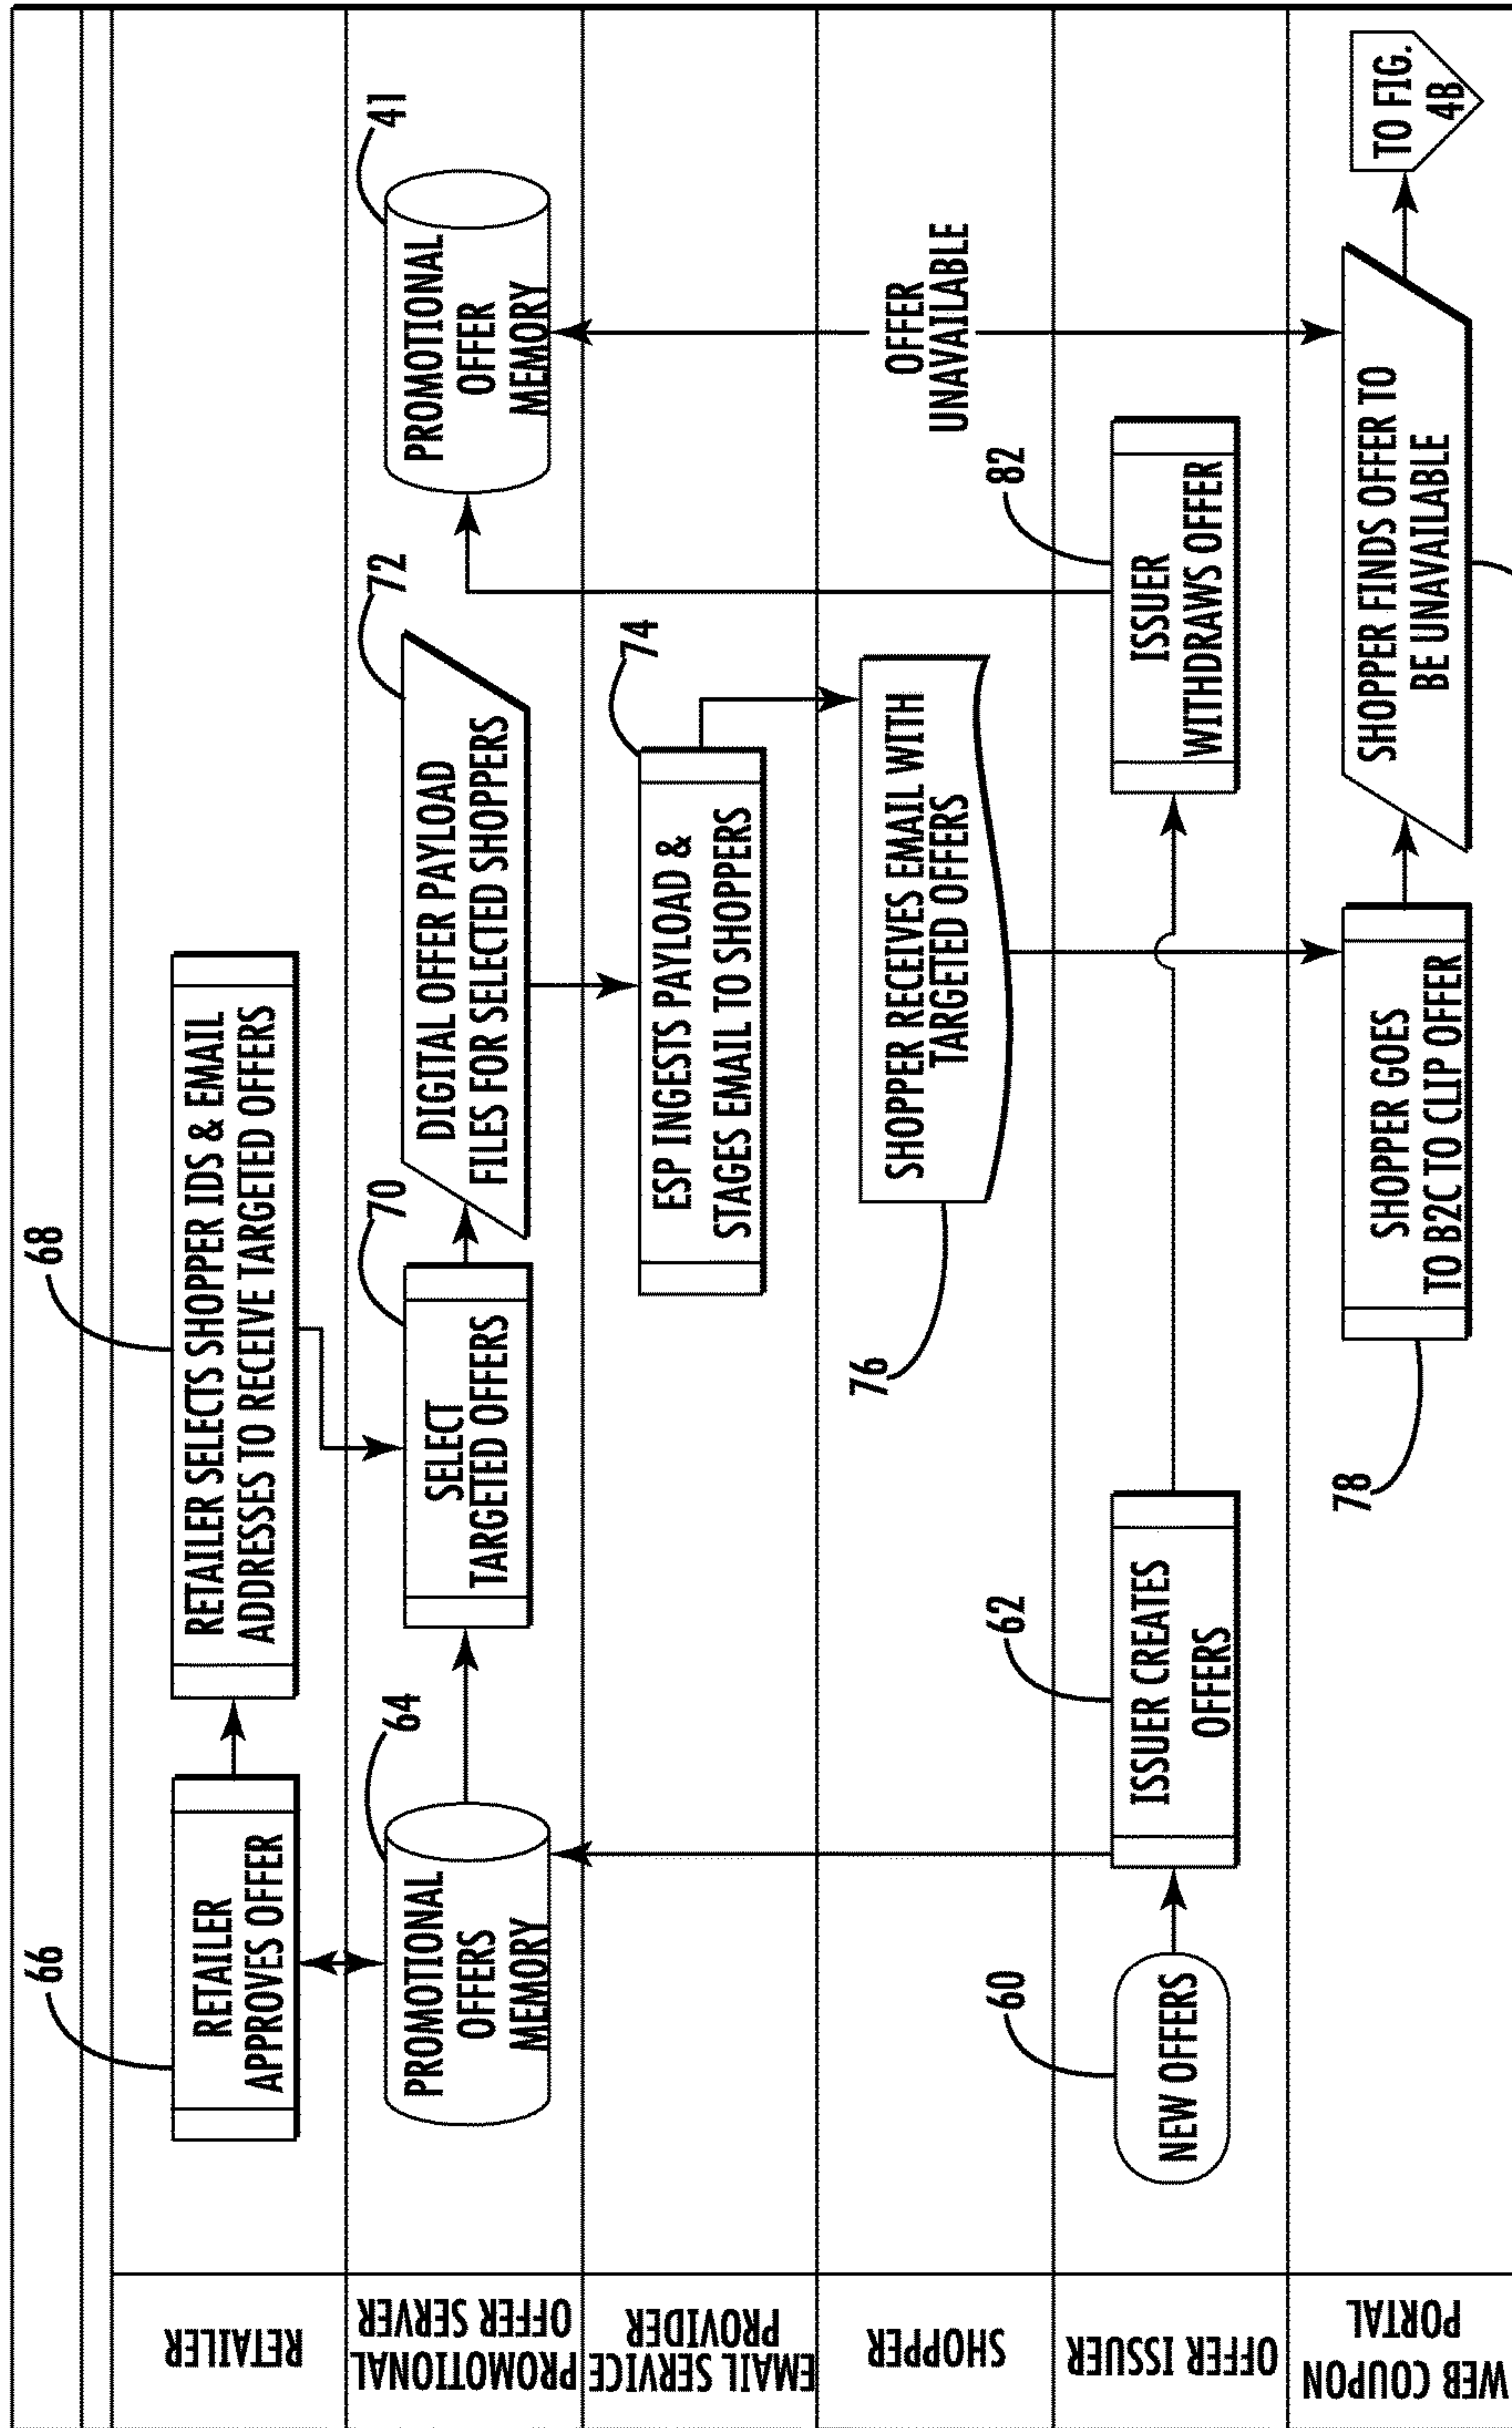 RETAILER
66
RETAILER
APPROVES OFFER
68
RETAILER SELECTS SHOPPER IDS & EMAIL
ADDRESSES TO RECEIVE TARGETED OFFERS
PROMOTIONAL
OFFER SERVER
PROMOTIONAL
OFFERS
MEMORY
64
SELECT
TARGETED OFFERS
70
DIGITAL OFFER PAYLOAD
FILES FOR SELECTED SHOPPERS
72
PROMOTIONAL
OFFER
MEMORY
41
EMAIL SERVICE
PROVIDER
ESP INGESTS PAYLOAD &
STAGES EMAIL TO SHOPPERS
74
SHOPPER
76
SHOPPER RECEIVES EMAIL WITH
TARGETED OFFERS
OFFER
UNAVAILABLE
OFFER ISSUER
60
NEW OFFERS
62
ISSUER CREATES
OFFERS
82
ISSUER
WITHDRAWS OFFER
WEB COUPON
PORTAL
78
SHOPPER GOES
TO B2C TO CLIP OFFER
SHOPPER FINDS OFFER TO
BE UNAVAILABLE
TO FIG.
4B